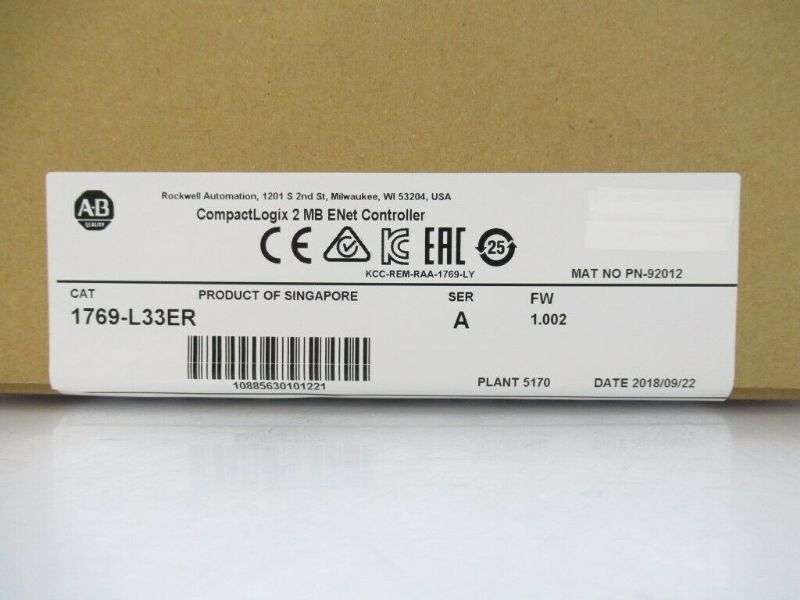 A-B
QUALITY
Rockwell Automation, 1201 S 2nd St, Milwaukee, WI 53204, USA
CompactLogix 2 MB ENet Controller
CE KC EAC 25
KCC-REM-RAA-1769-LY
MAT NO PN-92012
CAT PRODUCT OF SINGAPORE SER FW
1769-L33ER A 1.002
10885630101221
PLANT 5170 DATE 2018/09/22